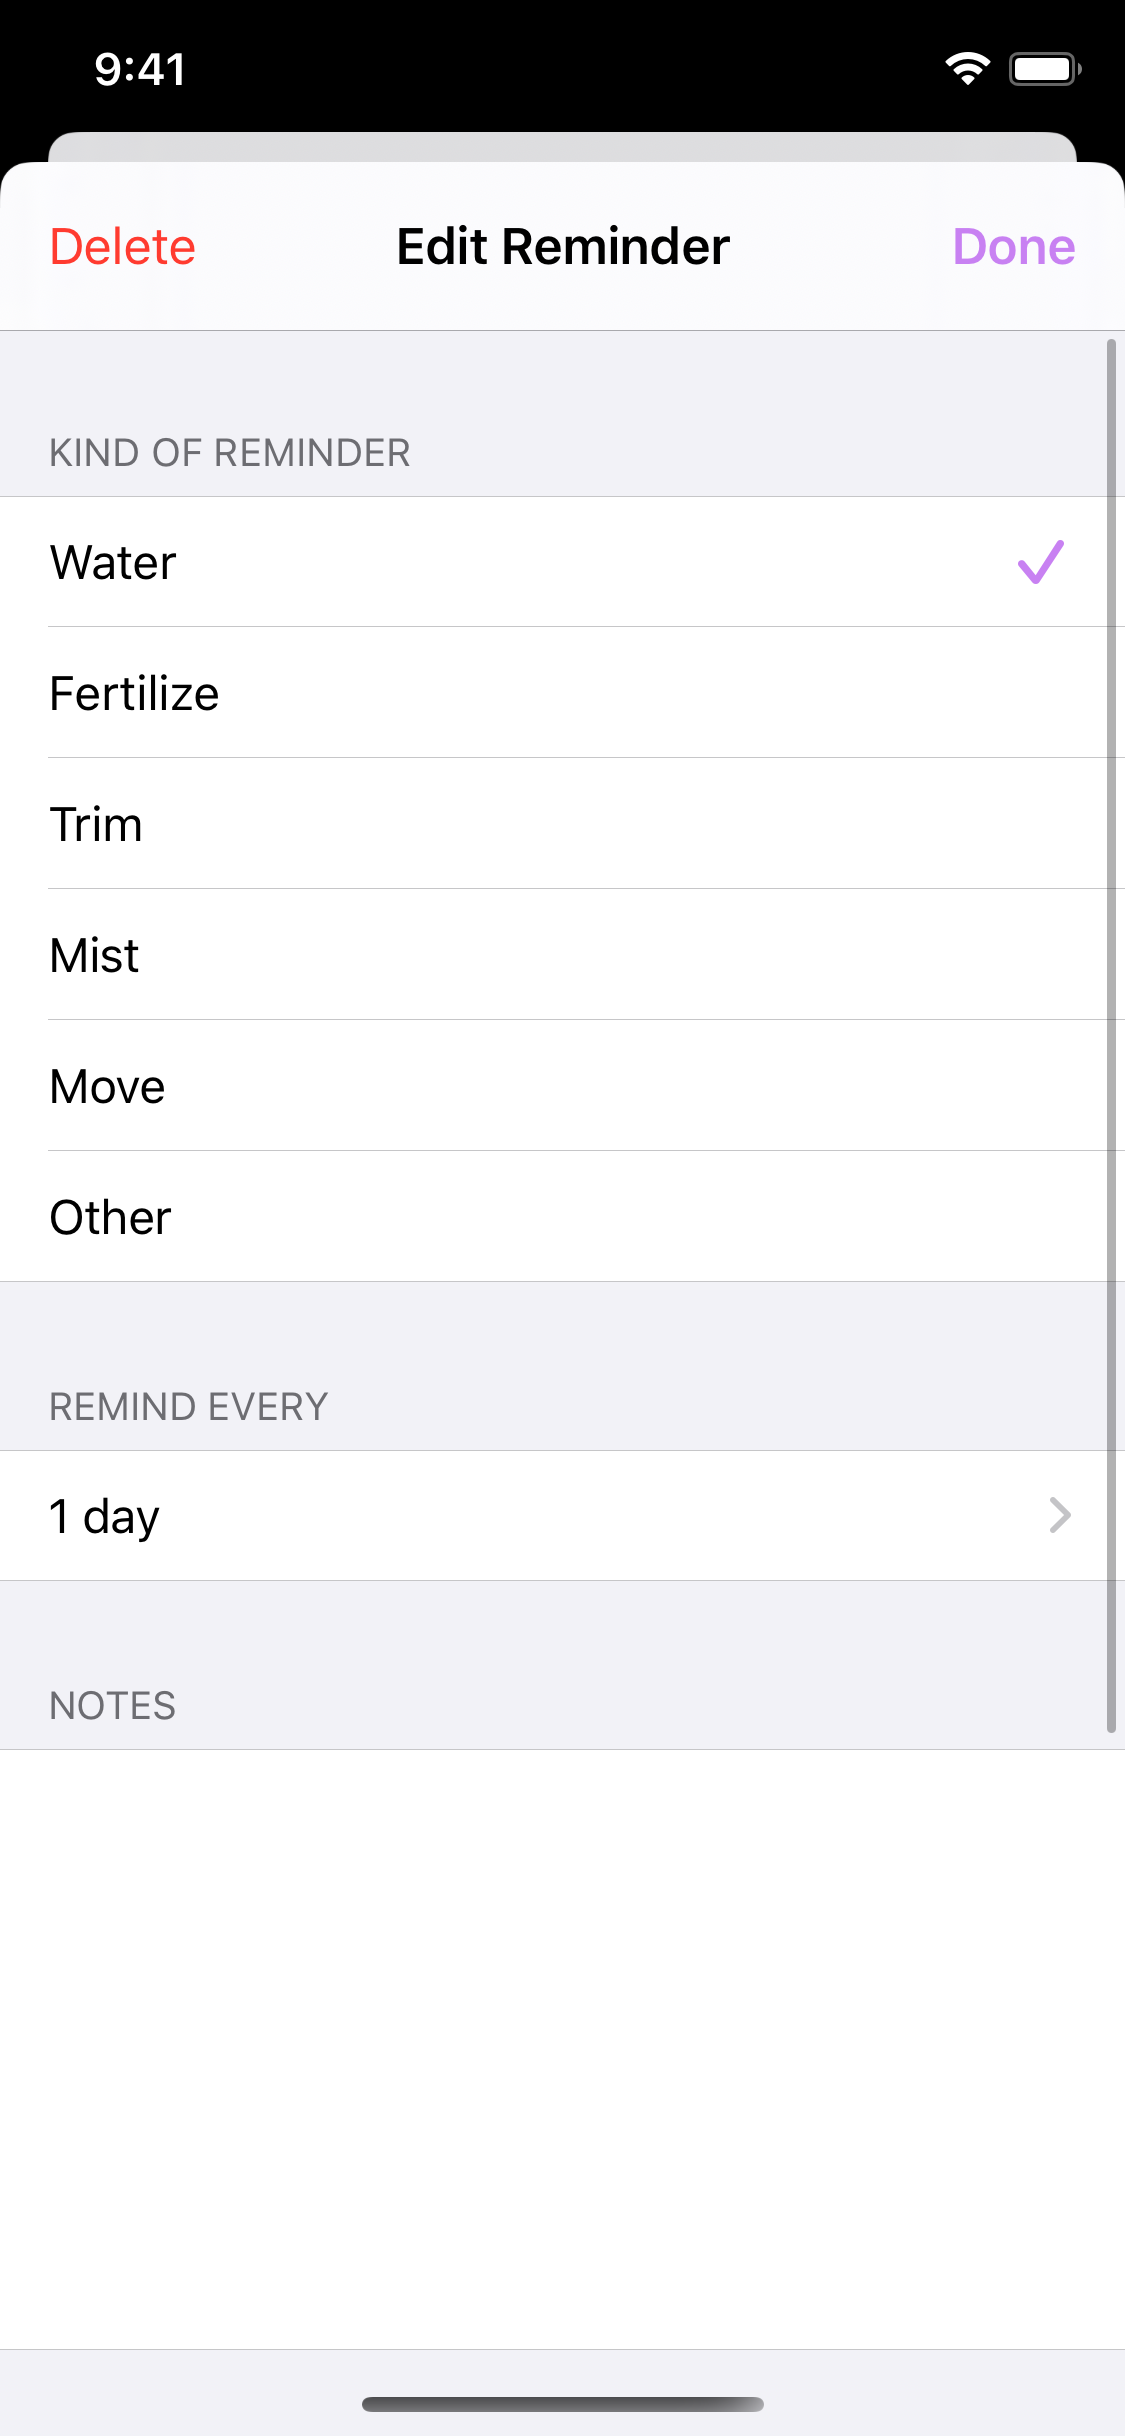 9:41
Delete
Edit Reminder
Done
KIND OF REMINDER
Water
Fertilize
Trim
Mist
Move
Other
REMIND EVERY
1 day
NOTES